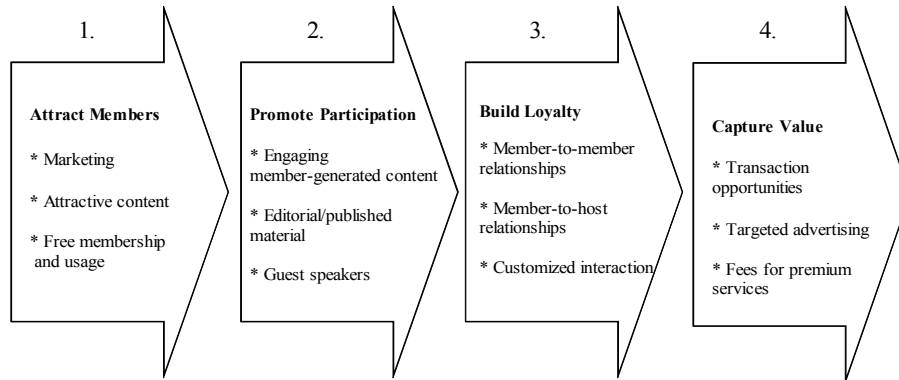 1.
Attract Members
* Marketing
* Attractive content
* Free membership
and usage
2.
Promote Participation
* Engaging
member-generated content
* Editorial/published
material
* Guest speakers
3.
Build Loyalty
* Member-to-member
relationships
* Member-to-host
relationships
* Customized interaction
4.
Capture Value
* Transaction
opportunities
* Targeted advertising
* Fees for premium
services